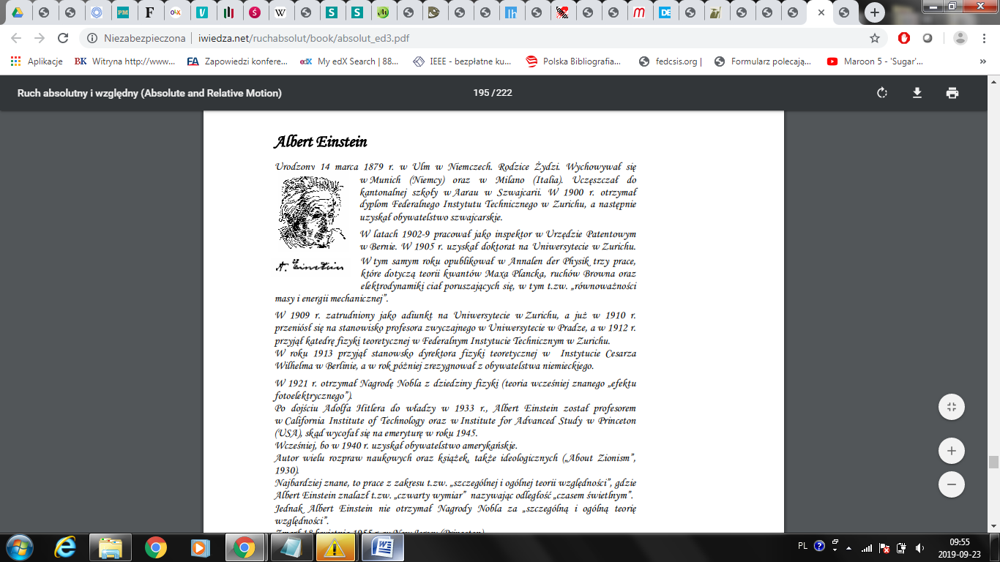 Niezabezpieczona | iwiedza.net/ruchabsolut/book/absolut_ed3.pdf
Aplikacje BK Witryna http://www... FA Zapowiedzi konfere... edX My edX Search | 88... IEEE - bezpłatne ku... Polska Bibliografia... fedcsis.org | Formularz polecają... Maroon 5 - 'Sugar'... »
Ruch absolutny i względny (Absolute and Relative Motion) 195 / 222
Albert Einstein
Urodzony 14 marca 1879 r. w Ulm w Niemczech. Rodzice Żydzi. Wychowywał się
w Munich (Niemcy) oraz w Milano (Italia). Uczęszczał do
kantonalnej szkoły w Aarau w Szwajcarii. W 1900 r. otrzymał
dyplom Federalnego Instytutu Technicznego w Zurichu, a następnie
uzyskał obywatelstwo szwajcarskie.
W latach 1902-9 pracował jako inspektor w Urzędzie Patentowym
w Bernie. W 1905 r. uzyskał doktorat na Uniwersytecie w Zurichu.
W tym samym roku opublikował w Annalen der Physik trzy prace,
które dotyczą teorii kwantów Maxa Plancka, ruchów Browna oraz
A. Einstein
elektrodynamiki ciał poruszających się, w tym t.zw. „równoważności
masy i energii mechanicznej”.
W 1909 r. zatrudniony jako adiunkt na Uniwersytecie w Zurichu, a już w 1910 r.
przeniósł się na stanowisko profesora zwyczajnego w Uniwersytecie w Pradze, a w 1912 r.
przyjął katedrę fizyki teoretycznej w Federalnym Instytucie Technicznym w Zurichu.
W roku 1913 przyjął stanowsko dyrektora fizyki teoretycznej w Instytucie Cesarza
Wilhelma w Berlinie, a w rok później zrezygnował z obywatelstwa niemieckiego.
W 1921 r. otrzymał Nagrodę Nobla z dziedziny fizyki (teoria wcześniej znanego „efektu
fotoelektrycznego”).
Po dojściu Adolfa Hitlera do władzy w 1933 r., Albert Einstein został profesorem
w California Institute of Technology oraz w Institute for Advanced Study w Princeton
(USA), skąd wycofał się na emeryturę w roku 1945.
Wcześniej, bo w 1940 r. uzyskał obywatelstwo amerykańskie.
Autor wielu rozpraw naukowych oraz książek, także ideologicznych („About Zionism”,
1930).
Najbardziej znane, to prace z zakresu t.zw. „szczególnej i ogólnej teorii względności”, gdzie
Albert Einstein znalazł t.zw. „czwarty wymiar” nazywając odległość „czasem świetlnym”.
Jednak Albert Einstein nie otrzymał Nagrody Nobla za „szczególną i ogólną teorię
względności”.
Zmarł 18 kwietnia 1955 r. w New Jersey (Princeton)
PL 09:55
2019-09-23